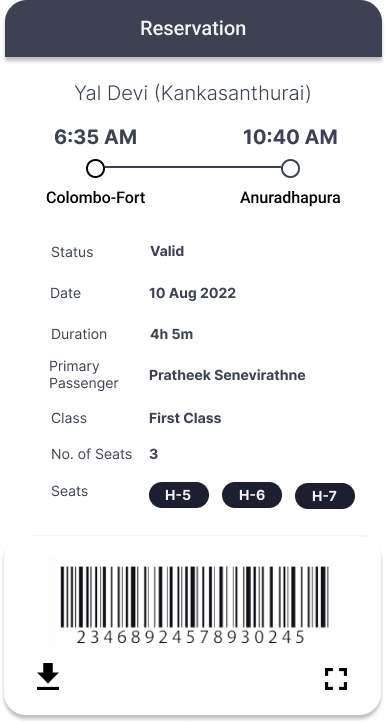 Reservation
Yal Devi (Kankasanthurai)
6:35 AM 10:40 AM
Colombo-Fort Anuradhapura
Status Valid
Date 10 Aug 2022
Duration 4h 5m
Primary
Passenger Pratheek Senevirathne
Class First Class
No. of Seats 3
Seats H-5 H-6 H-7
23468924578930245